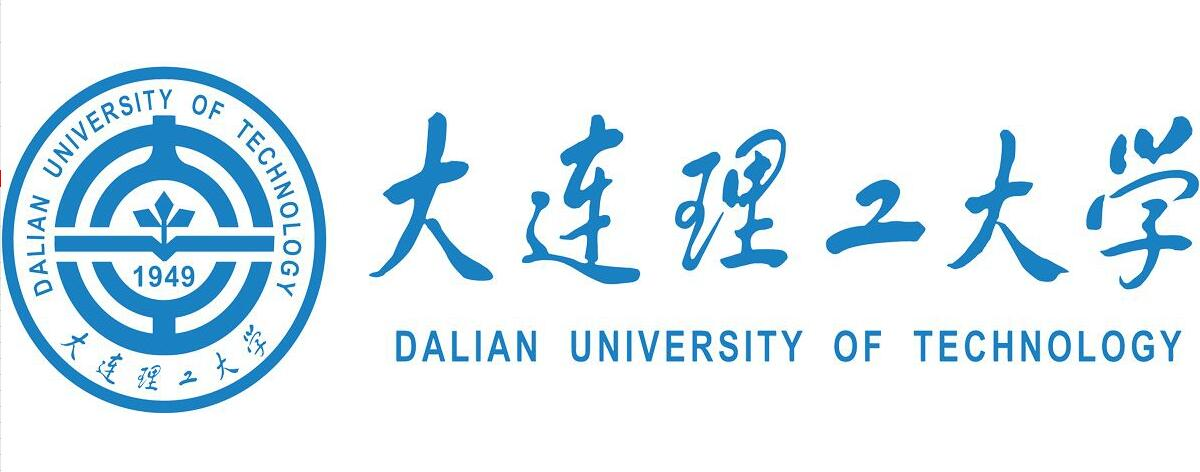 DALIAN UNIVERSITY OF TECHNOLOGY
1949
大连理工大学
大连理工大学
DALIAN UNIVERSITY OF TECHNOLOGY